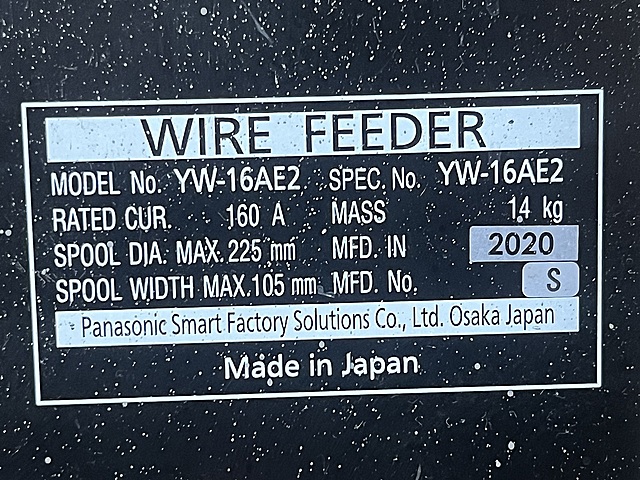 WIRE FEEDER
MODEL No. YW-16AE2 SPEC. No. YW-16AE2
RATED CUR. 160 A MASS 14 kg
SPOOL DIA. MAX. 225 mm MFD. IN 2020
SPOOL WIDTH MAX. 105 mm MFD. No. S
Panasonic Smart Factory Solutions Co., Ltd. Osaka Japan
Made in Japan